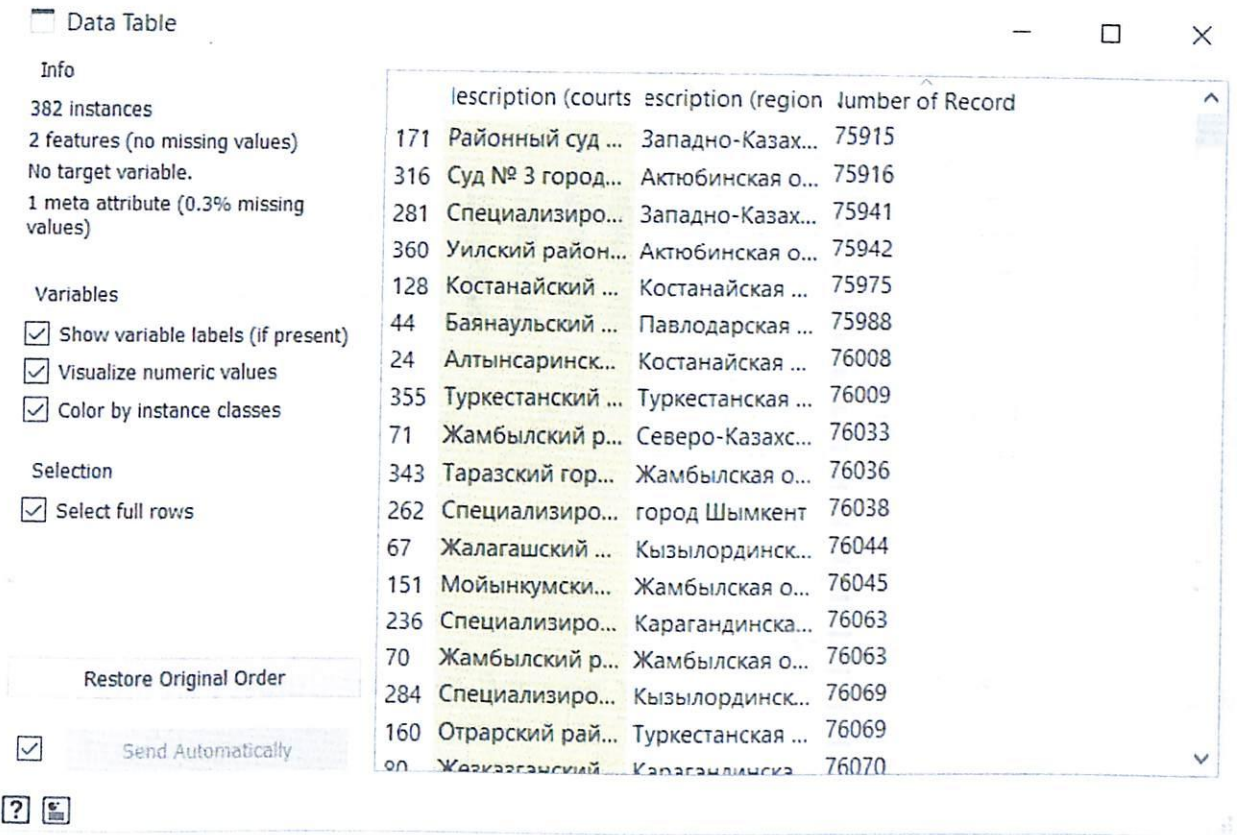 Data Table
Info
382 instances
2 features (no missing values)
No target variable.
1 meta attribute (0.3% missing
values)
Variables
Show variable labels (if present)
Visualize numeric values
Color by instance classes
Selection
Select full rows
Restore Original Order
Send Automatically
escription (courts escription (region umber of Record
171 Районный суд ... Западно-Казах... 75915
316 Суд № 3 город... Актюбинская о... 75916
281 Специализиро... Западно-Казах... 75941
360 Уилский район... Актюбинская о... 75942
128 Костанайский ... Костанайская ... 75975
44 Баянаульский ... Павлодарская ... 75988
24 Алтынсаринск... Костанайская ... 76008
355 Туркестанский ... Туркестанская ... 76009
71 Жамбылский р... Северо-Казахс... 76033
343 Таразский гор... Жамбылская о... 76036
262 Специализиро... город Шымкент 76038
67 Жалагашский ... Кызылординск... 76044
151 Мойынкумски... Жамбылская о... 76045
236 Специализиро... Карагандинска... 76063
70 Жамбылский р... Жамбылская о... 76063
284 Специализиро... Кызылординск... 76069
160 Отрарский рай... Туркестанская ... 76069
Жезказганский Карагандинска 76070
?